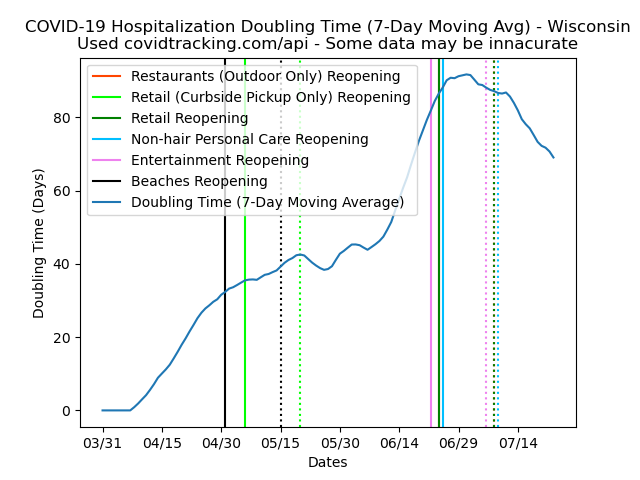 COVID-19 Hospitalization Doubling Time (7-Day Moving Avg) - Wisconsin
Used covidtracking.com/api - Some data may be innacurate
Restaurants (Outdoor Only) Reopening
Retail (Curbside Pickup Only) Reopening
Retail Reopening
Non-hair Personal Care Reopening
Entertainment Reopening
Beaches Reopening
Doubling Time (7-Day Moving Average)
Doubling Time (Days)
80
60
40
20
0
03/31 04/15 04/30 05/15 05/30 06/14 06/29 07/14
Dates